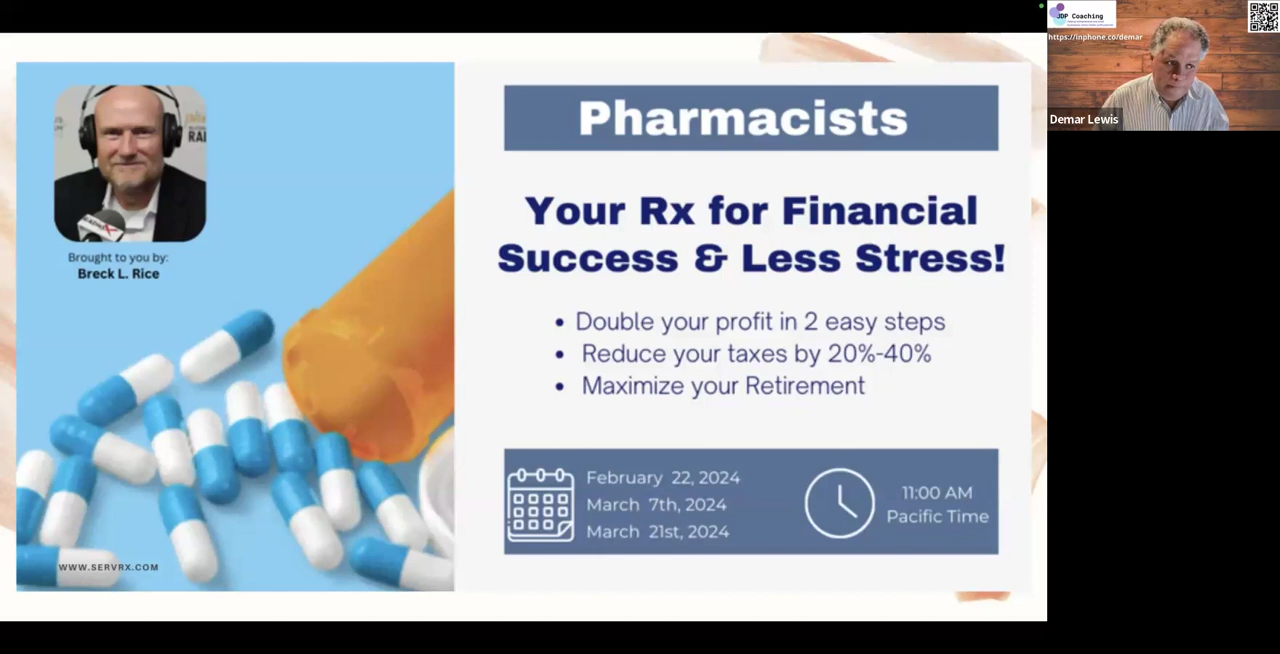 Pharmacists
Your Rx for Financial
Success & Less Stress!
• Double your profit in 2 easy steps
• Reduce your taxes by 20%-40%
• Maximize your Retirement
February 22, 2024
March 7th, 2024
March 21st, 2024
11:00 AM
Pacific Time
Brought to you by:
Breck L. Rice
WWW.SERVRX.COM
JDP Coaching
https://inphone.co/demar
Demar Lewis